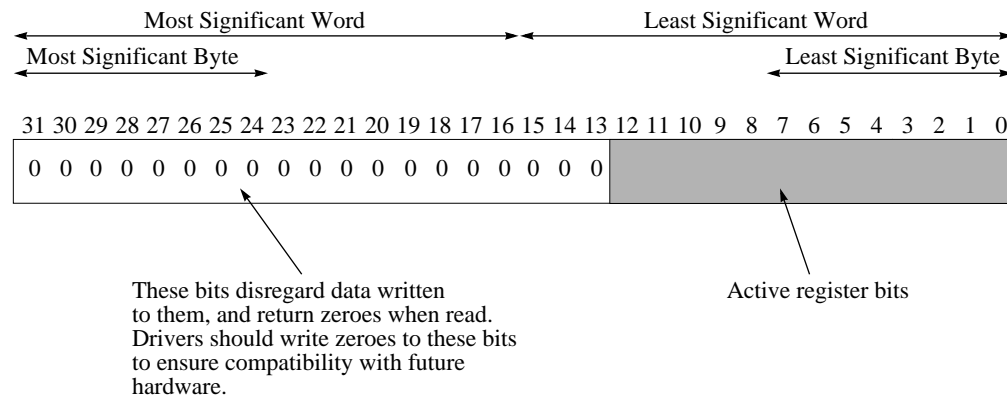 Most Significant Word Least Significant Word
Most Significant Byte Least Significant Byte
31 30 29 28 27 26 25 24 23 22 21 20 19 18 17 16 15 14 13 12 11 10 9 8 7 6 5 4 3 2 1 0
0 0 0 0 0 0 0 0 0 0 0 0 0 0 0 0 0 0 0
These bits disregard data written
to them, and return zeroes when read.
Drivers should write zeroes to these bits
to ensure compatibility with future
hardware.
Active register bits